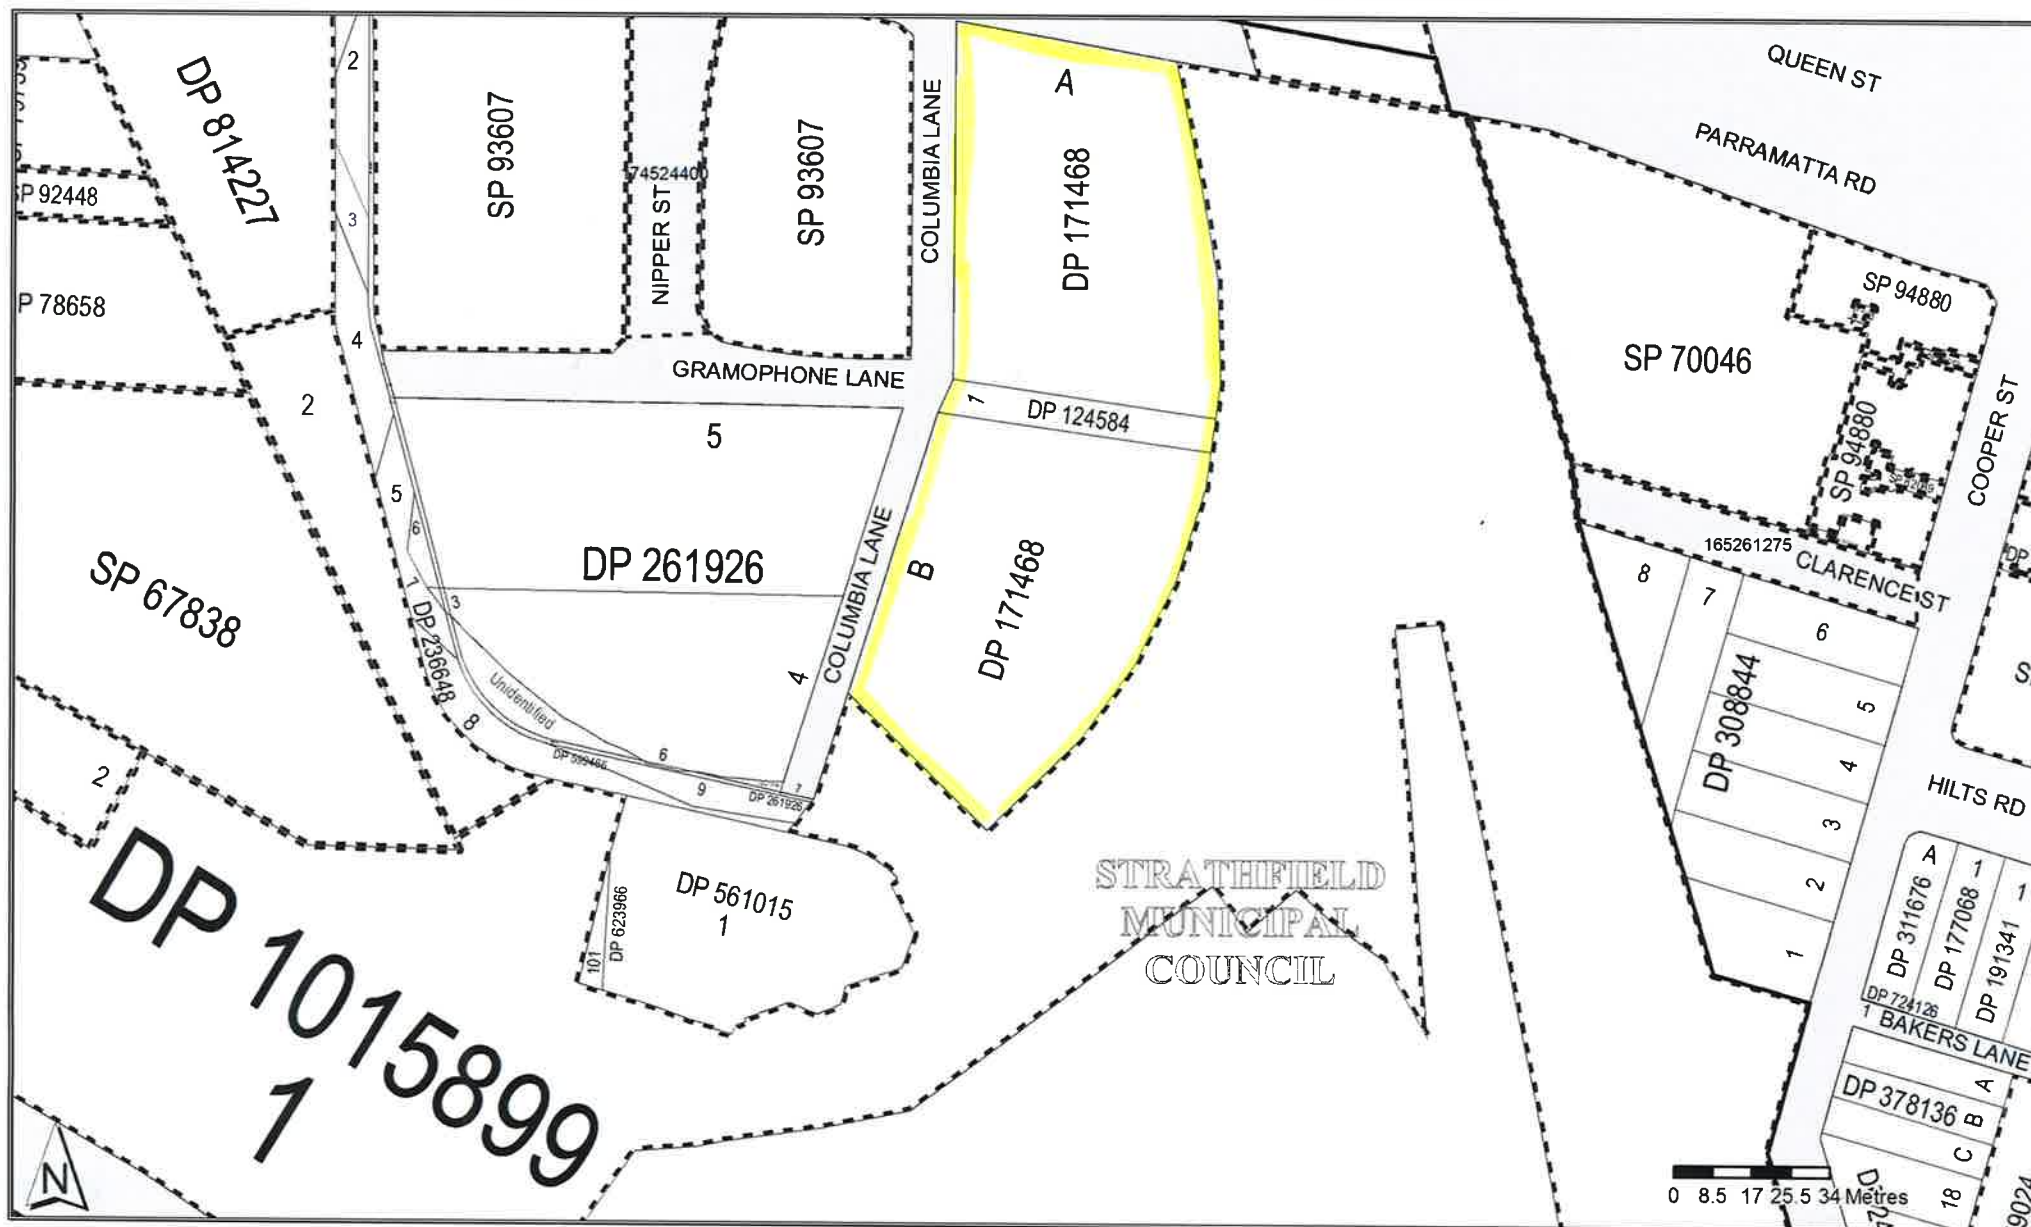 2
DP 814227
SP 93607
74524400
NIPPER ST
SP 93607
COLUMBIA LANE
A
DP 171468
QUEEN ST
PARRAMATTA RD
SP 92448
3
P 78658
4
2
GRAMOPHONE LANE
1
DP 124584
SP 94880
SP 70046
SP 94880
COOPER ST
5
DP 261926
COLUMBIA LANE
B
DP 171468
5
6
7
3
DP 236648
Unidentified
8
4
SP 67838
165261275
CLARENCE ST
DP
8
7
6
5
4
3
2
1
DP 308844
S
HILTS RD
2
6
9
7
DP 261926
DP 561015
1
101
DP 623966
STRATHFIELD
MUNICIPAL
COUNCIL
A
DP 311676
1
DP 177068
1
DP 191341
DP 724126
1
BAKERS LANE
DP 1015899
1
A
DP 378136
B
C
18
9024
N
0 8.5 17 25.5 34 Metres